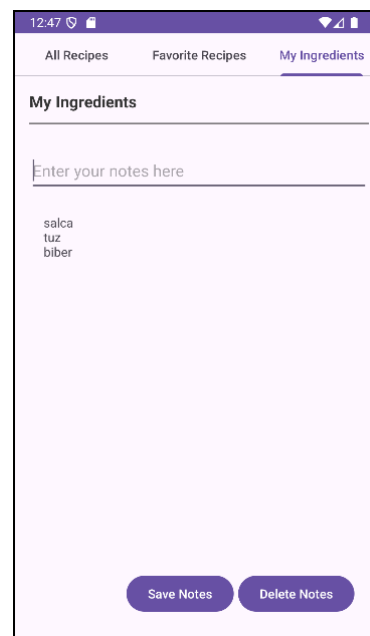 12:47
All Recipes Favorite Recipes My Ingredients
My Ingredients
Enter your notes here
salca
tuz
biber
Save Notes Delete Notes